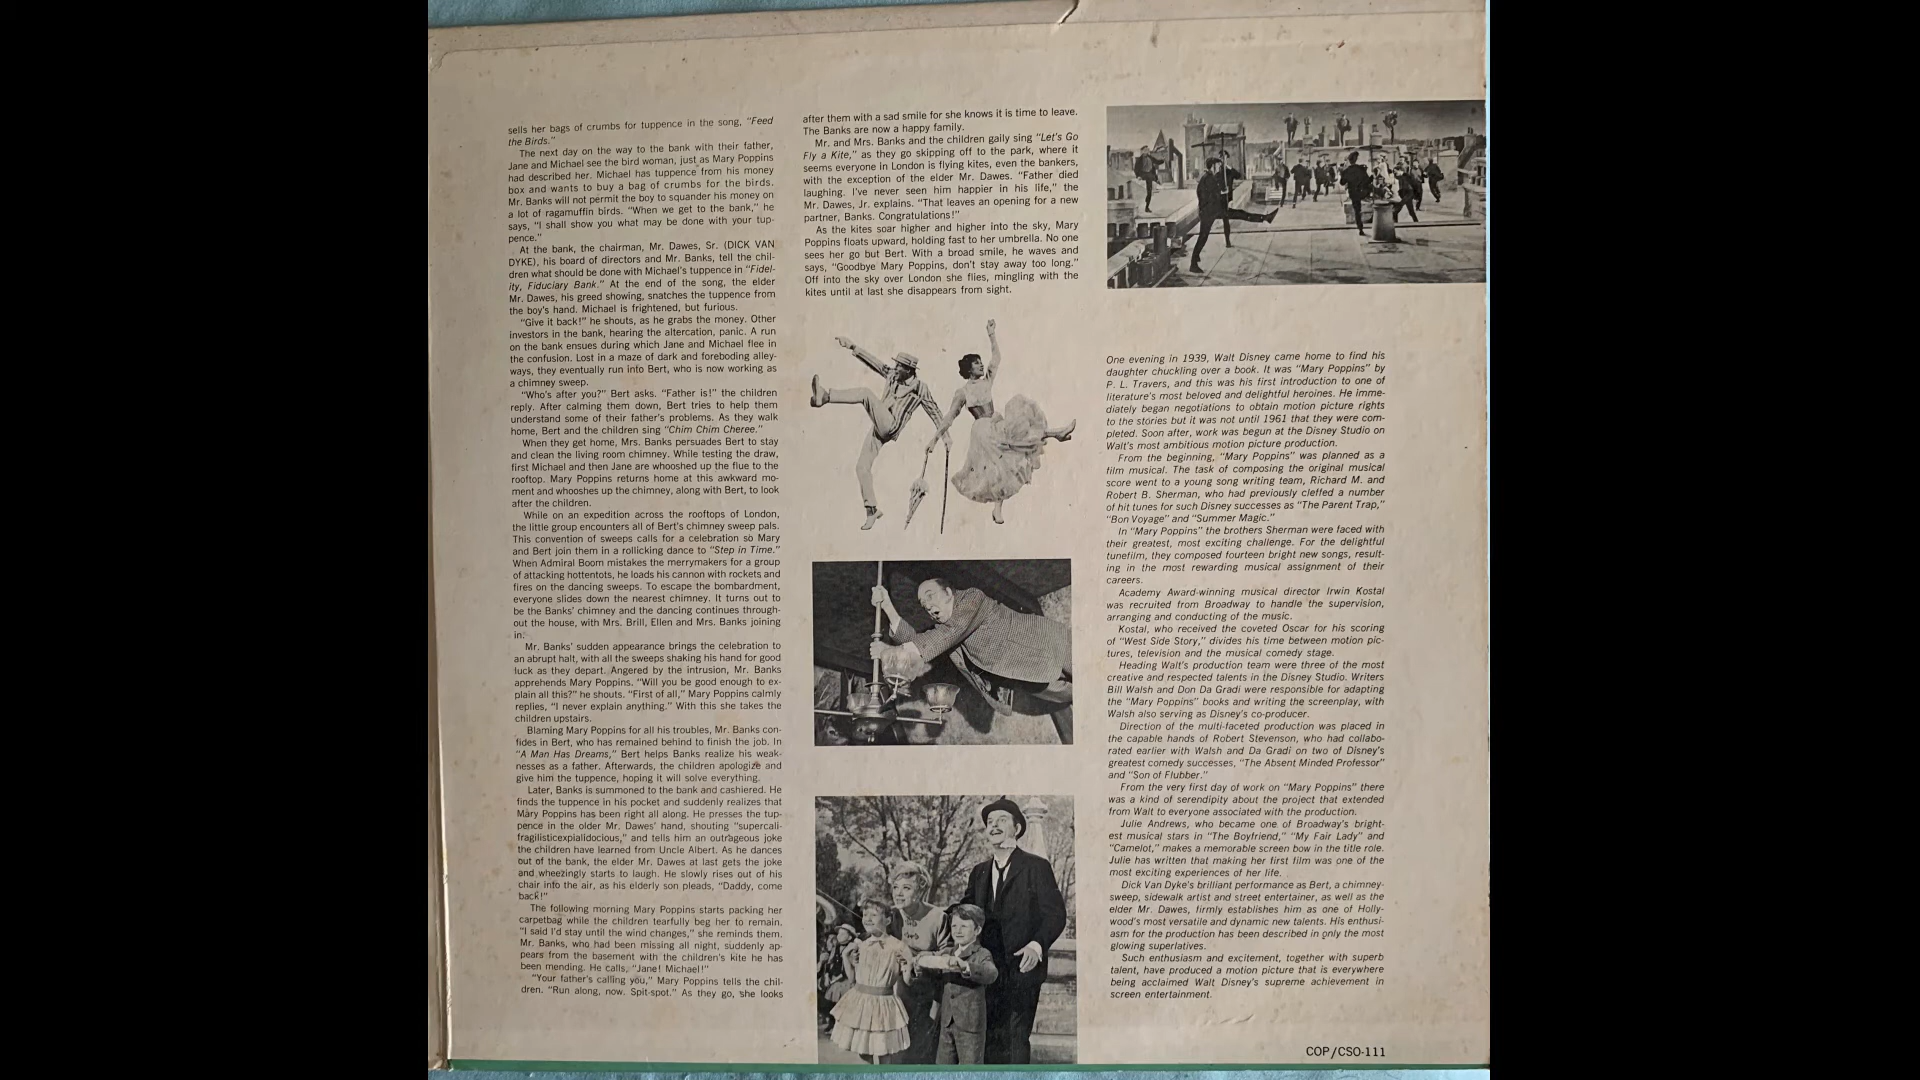 sells her bags of crumbs for tuppence in the song, "Feed
the Birds."
The next day on the way to the bank with their father,
Jane and Michael see the bird woman, just as Mary Poppins
had described her. Michael has tuppence from his money
box and wants to buy a bag of crumbs for the birds.
Mr. Banks will not permit the boy to squander his money on
a lot of ragamuffin birds. "When we get to the bank," he
says, "I shall show you what may be done with your tup-
pence."
At the bank, the chairman, Mr. Dawes, Sr. (DICK VAN
DYKE), his board of directors and Mr. Banks, tell the chil-
dren what should be done with Michael's tuppence in "Fidel-
ity, Fiduciary Bank." At the end of the song, the elder
Mr. Dawes, his greed showing, snatches the tuppence from
the boy's hand. Michael is frightened, but furious.
"Give it back!" he shouts, as he grabs the money. Other
investors in the bank, hearing the altercation, panic. A run
on the bank ensues during which Jane and Michael flee in
the confusion. Lost in a maze of dark and foreboding alley-
ways, they eventually run into Bert, who is now working as
a chimney sweep.
"Who's after you?" Bert asks. "Father is!" the children
reply. After calming them down, Bert tries to help them
understand some of their father's problems. As they walk
home, Bert and the children sing "Chim Chim Cheree."
When they get home, Mrs. Banks persuades Bert to stay
and clean the living room chimney. While testing the draw,
first Michael and then Jane are whooshed up the flue to the
rooftop. Mary Poppins returns home at this awkward mo-
ment and whooshes up the chimney, along with Bert, to look
after the children.
While on an expedition across the rooftops of London,
the little group encounters all of Bert's chimney sweep pals.
This convention of sweeps calls for a celebration so Mary
and Bert join them in a rollicking dance to "Step in Time."
When Admiral Boom mistakes the merrymakers for a group
of attacking hottentots, he loads his cannon with rockets and
fires on the dancing sweeps. To escape the bombardment,
everyone slides down the nearest chimney. It turns out to
be the Banks' chimney and the dancing continues through-
out the house, with Mrs. Brill, Ellen and Mrs. Banks joining
in.
Mr. Banks' sudden appearance brings the celebration to
an abrupt halt, with all the sweeps shaking his hand for good
luck as they depart. Angered by the intrusion, Mr. Banks
apprehends Mary Poppins. "Will you be good enough to ex-
plain all this?" he shouts. "First of all," Mary Poppins calmly
replies, "I never explain anything." With this she takes the
children upstairs.
Blaming Mary Poppins for all his troubles, Mr. Banks con-
fides in Bert, who has remained behind to finish the job. In
"A Man Has Dreams," Bert helps Banks realize his weak-
nesses as a father. Afterwards, the children apologize and
give him the tuppence, hoping it will solve everything.
Later, Banks is summoned to the bank and cashiered. He
finds the tuppence in his pocket and suddenly realizes that
Mary Poppins has been right all along. He presses the tup-
pence in the older Mr. Dawes' hand, shouting "supercali-
fragilisticexpialidocious," and tells him an outrageous joke
the children have learned from Uncle Albert. As he dances
out of the bank, the elder Mr. Dawes at last gets the joke
and wheezingly starts to laugh. He slowly rises out of his
chair into the air, as his elderly son pleads, "Daddy, come
back!"
The following morning Mary Poppins starts packing her
carpetbag while the children tearfully beg her to remain.
"I said I'd stay until the wind changes," she reminds them.
Mr. Banks, who had been missing all night, suddenly ap-
pears from the basement with the children's kite he has
been mending. He calls, "Jane! Michael!"
"Your father's calling you," Mary Poppins tells the chil-
dren. "Run along, now. Spit-spot." As they go, she looks
after them with a sad smile for she knows it is time to leave.
The Banks are now a happy family.
Mr. and Mrs. Banks and the children gaily sing "Let's Go
Fly a Kite," as they go skipping off to the park, where it
seems everyone in London is flying kites, even the bankers,
with the exception of the elder Mr. Dawes. "Father died
laughing. I've never seen him happier in his life," the
Mr. Dawes, Jr. explains. "That leaves an opening for a new
partner, Banks. Congratulations!"
As the kites soar higher and higher into the sky, Mary
Poppins floats upward, holding fast to her umbrella. No one
sees her go but Bert. With a broad smile, he waves and
says, "Goodbye Mary Poppins, don't stay away too long."
Off into the sky over London she flies, mingling with the
kites until at last she disappears from sight.
One evening in 1939, Walt Disney came home to find his
daughter chuckling over a book. It was "Mary Poppins" by
P. L. Travers, and this was his first introduction to one of
literature's most beloved and delightful heroines. He imme-
diately began negotiations to obtain motion picture rights
to the stories but it was not until 1961 that they were com-
pleted. Soon after, work was begun at the Disney Studio on
Walt's most ambitious motion picture production.
From the beginning, "Mary Poppins" was planned as a
film musical. The task of composing the original musical
score went to a young song writing team, Richard M. and
Robert B. Sherman, who had previously cleffed a number
of hit tunes for such Disney successes as "The Parent Trap,"
"Bon Voyage" and "Summer Magic."
In "Mary Poppins" the brothers Sherman were faced with
their greatest, most exciting challenge. For the delightful
tunefilm, they composed fourteen bright new songs, result-
ing in the most rewarding musical assignment of their
careers.
Academy Award-winning musical director Irwin Kostal
was recruited from Broadway to handle the supervision,
arranging and conducting of the music.
Kostal, who received the coveted Oscar for his scoring
of "West Side Story," divides his time between motion pic-
tures, television and the musical comedy stage.
Heading Walt's production team were three of the most
creative and respected talents in the Disney Studio. Writers
Bill Walsh and Don Da Gradi were responsible for adapting
the "Mary Poppins" books and writing the screenplay, with
Walsh also serving as Disney's co-producer.
Direction of the multi-faceted production was placed in
the capable hands of Robert Stevenson, who had collabo-
rated earlier with Walsh and Da Gradi on two of Disney's
greatest comedy successes, "The Absent Minded Professor"
and "Son of Flubber."
From the very first day of work on "Mary Poppins" there
was a kind of serendipity about the project that extended
from Walt to everyone associated with the production.
Julie Andrews, who became one of Broadway's bright-
est musical stars in "The Boyfriend," "My Fair Lady" and
"Camelot," makes a memorable screen bow in the title role.
Julie has written that making her first film was one of the
most exciting experiences of her life.
Dick Van Dyke's brilliant performance as Bert, a chimney-
sweep, sidewalk artist and street entertainer, as well as the
elder Mr. Dawes, firmly establishes him as one of Holly-
wood's most versatile and dynamic new talents. His enthusi-
asm for the production has been described in only the most
glowing superlatives.
Such enthusiasm and excitement, together with superb
talent, have produced a motion picture that is everywhere
being acclaimed Walt Disney's supreme achievement in
screen entertainment.
COP/CSO-111